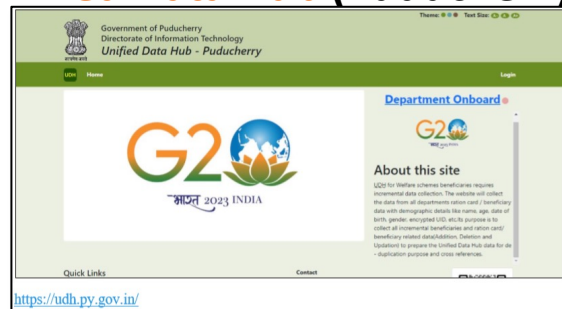 Theme: Text Size:
Government of Puducherry
Directorate of Information Technology
Unified Data Hub - Puducherry
सत्यमेव जयते
UDH Home Login
Department Onboard
G20
भारत 2023 INDIA
G20
About this site
UDH for Welfare schemes beneficiaries requires
incremental data collection. The website will collect
the data from all departments ration card / beneficiary
data with demographic details like name, age, date of
birth, gender, encrypted UID, etc.Its purpose is to
collect all incremental beneficiaries and ration card/
beneficiary related data(Addition, Deletion and
Updation) to prepare the Unified Data Hub data for de
- duplication purpose and cross references.
Quick Links Contact
https://udh.py.gov.in/